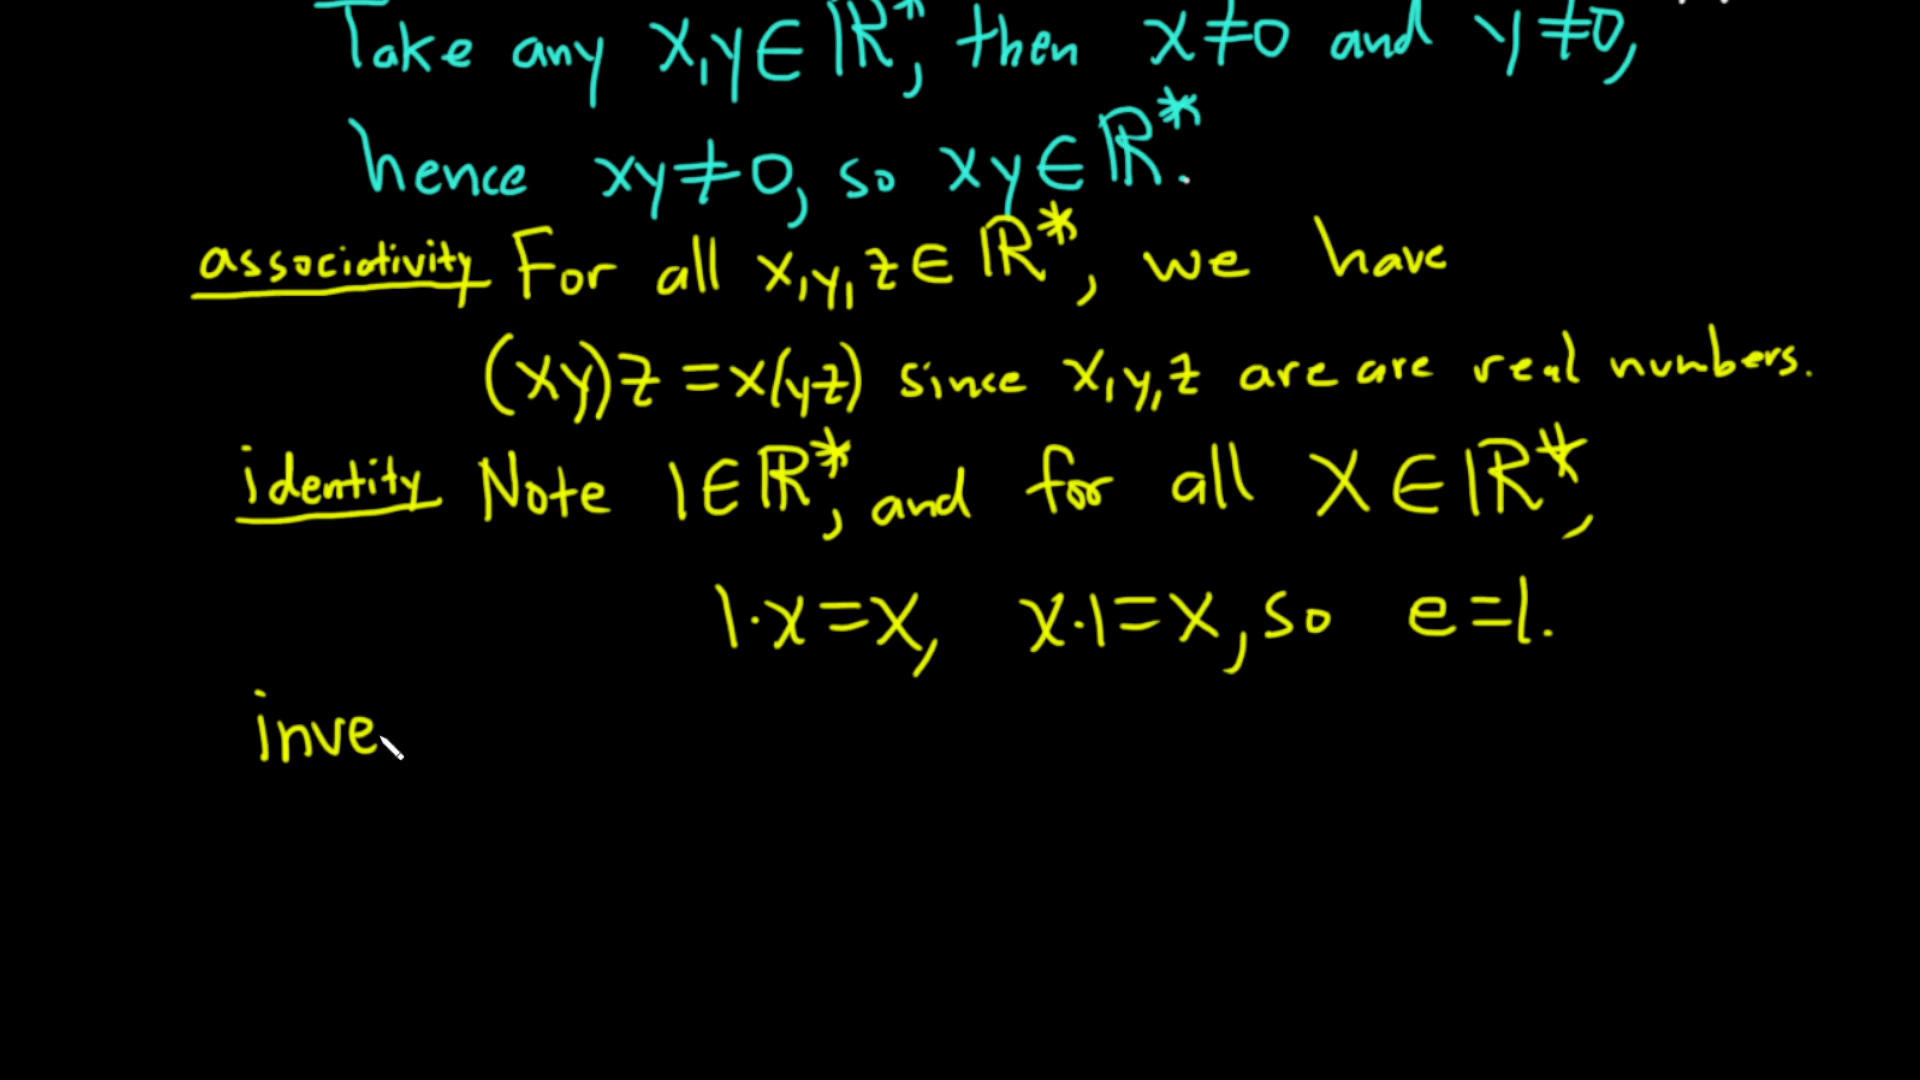 Take any x,y∈ℝ*, then x≠0 and y≠0,
hence xy≠0, so xy∈ℝ*.
associativity For all x,y,z∈ℝ*, we have
(xy)z=x(yz) since x,y,z are are real numbers.
identity Note 1∈ℝ*, and for all x∈ℝ*,
1·x=x, x·1=x, so e=1.
inve